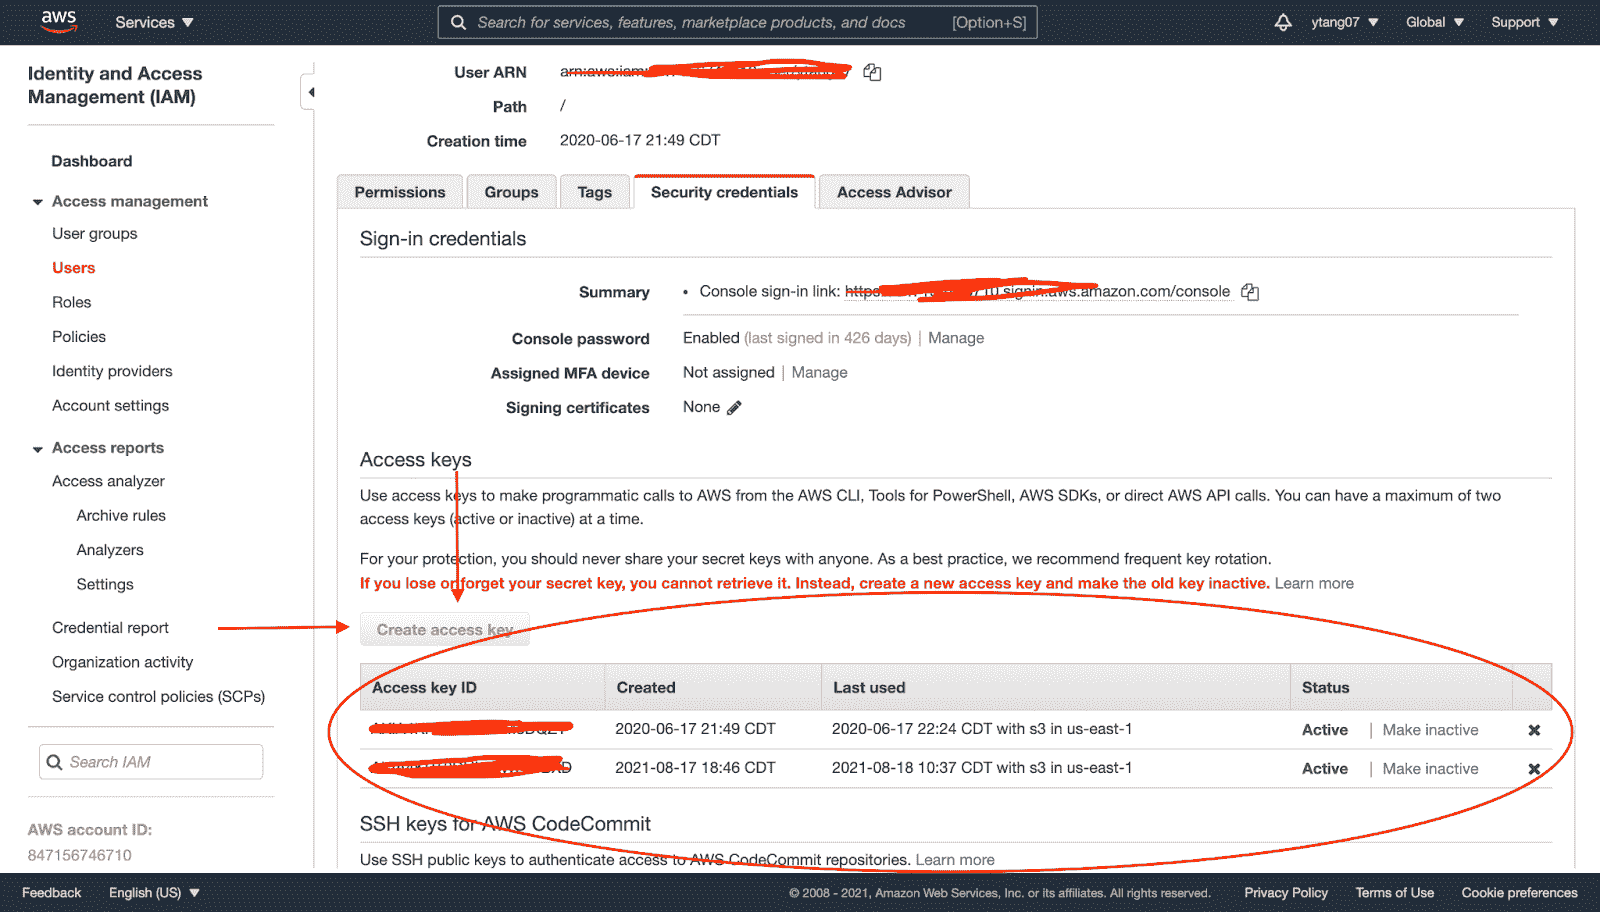 aws
Services
Search for services, features, marketplace products, and docs [Option+S]
ytang07
Global
Support
Identity and Access
Management (IAM)
Dashboard
Access management
User groups
Users
Roles
Policies
Identity providers
Account settings
Access reports
Access analyzer
Archive rules
Analyzers
Settings
Credential report
Organization activity
Service control policies (SCPs)
Search IAM
AWS account ID:
847156746710
User ARN
Path /
Creation time 2020-06-17 21:49 CDT
Permissions Groups Tags Security credentials Access Advisor
Sign-in credentials
Summary • Console sign-in link: signin.aws.amazon.com/console
Console password Enabled (last signed in 426 days) | Manage
Assigned MFA device Not assigned | Manage
Signing certificates None
Access keys
Use access keys to make programmatic calls to AWS from the AWS CLI, Tools for PowerShell, AWS SDKs, or direct AWS API calls. You can have a maximum of two
access keys (active or inactive) at a time.
For your protection, you should never share your secret keys with anyone. As a best practice, we recommend frequent key rotation.
If you lose or forget your secret key, you cannot retrieve it. Instead, create a new access key and make the old key inactive. Learn more
Create access key
Access key ID Created Last used Status
2020-06-17 21:49 CDT 2020-06-17 22:24 CDT with s3 in us-east-1 Active | Make inactive
2021-08-17 18:46 CDT 2021-08-18 10:37 CDT with s3 in us-east-1 Active | Make inactive
SSH keys for AWS CodeCommit
Use SSH public keys to authenticate access to AWS CodeCommit repositories. Learn more
Feedback English (US) © 2008 - 2021, Amazon Web Services, Inc. or its affiliates. All rights reserved. Privacy Policy Terms of Use Cookie preferences